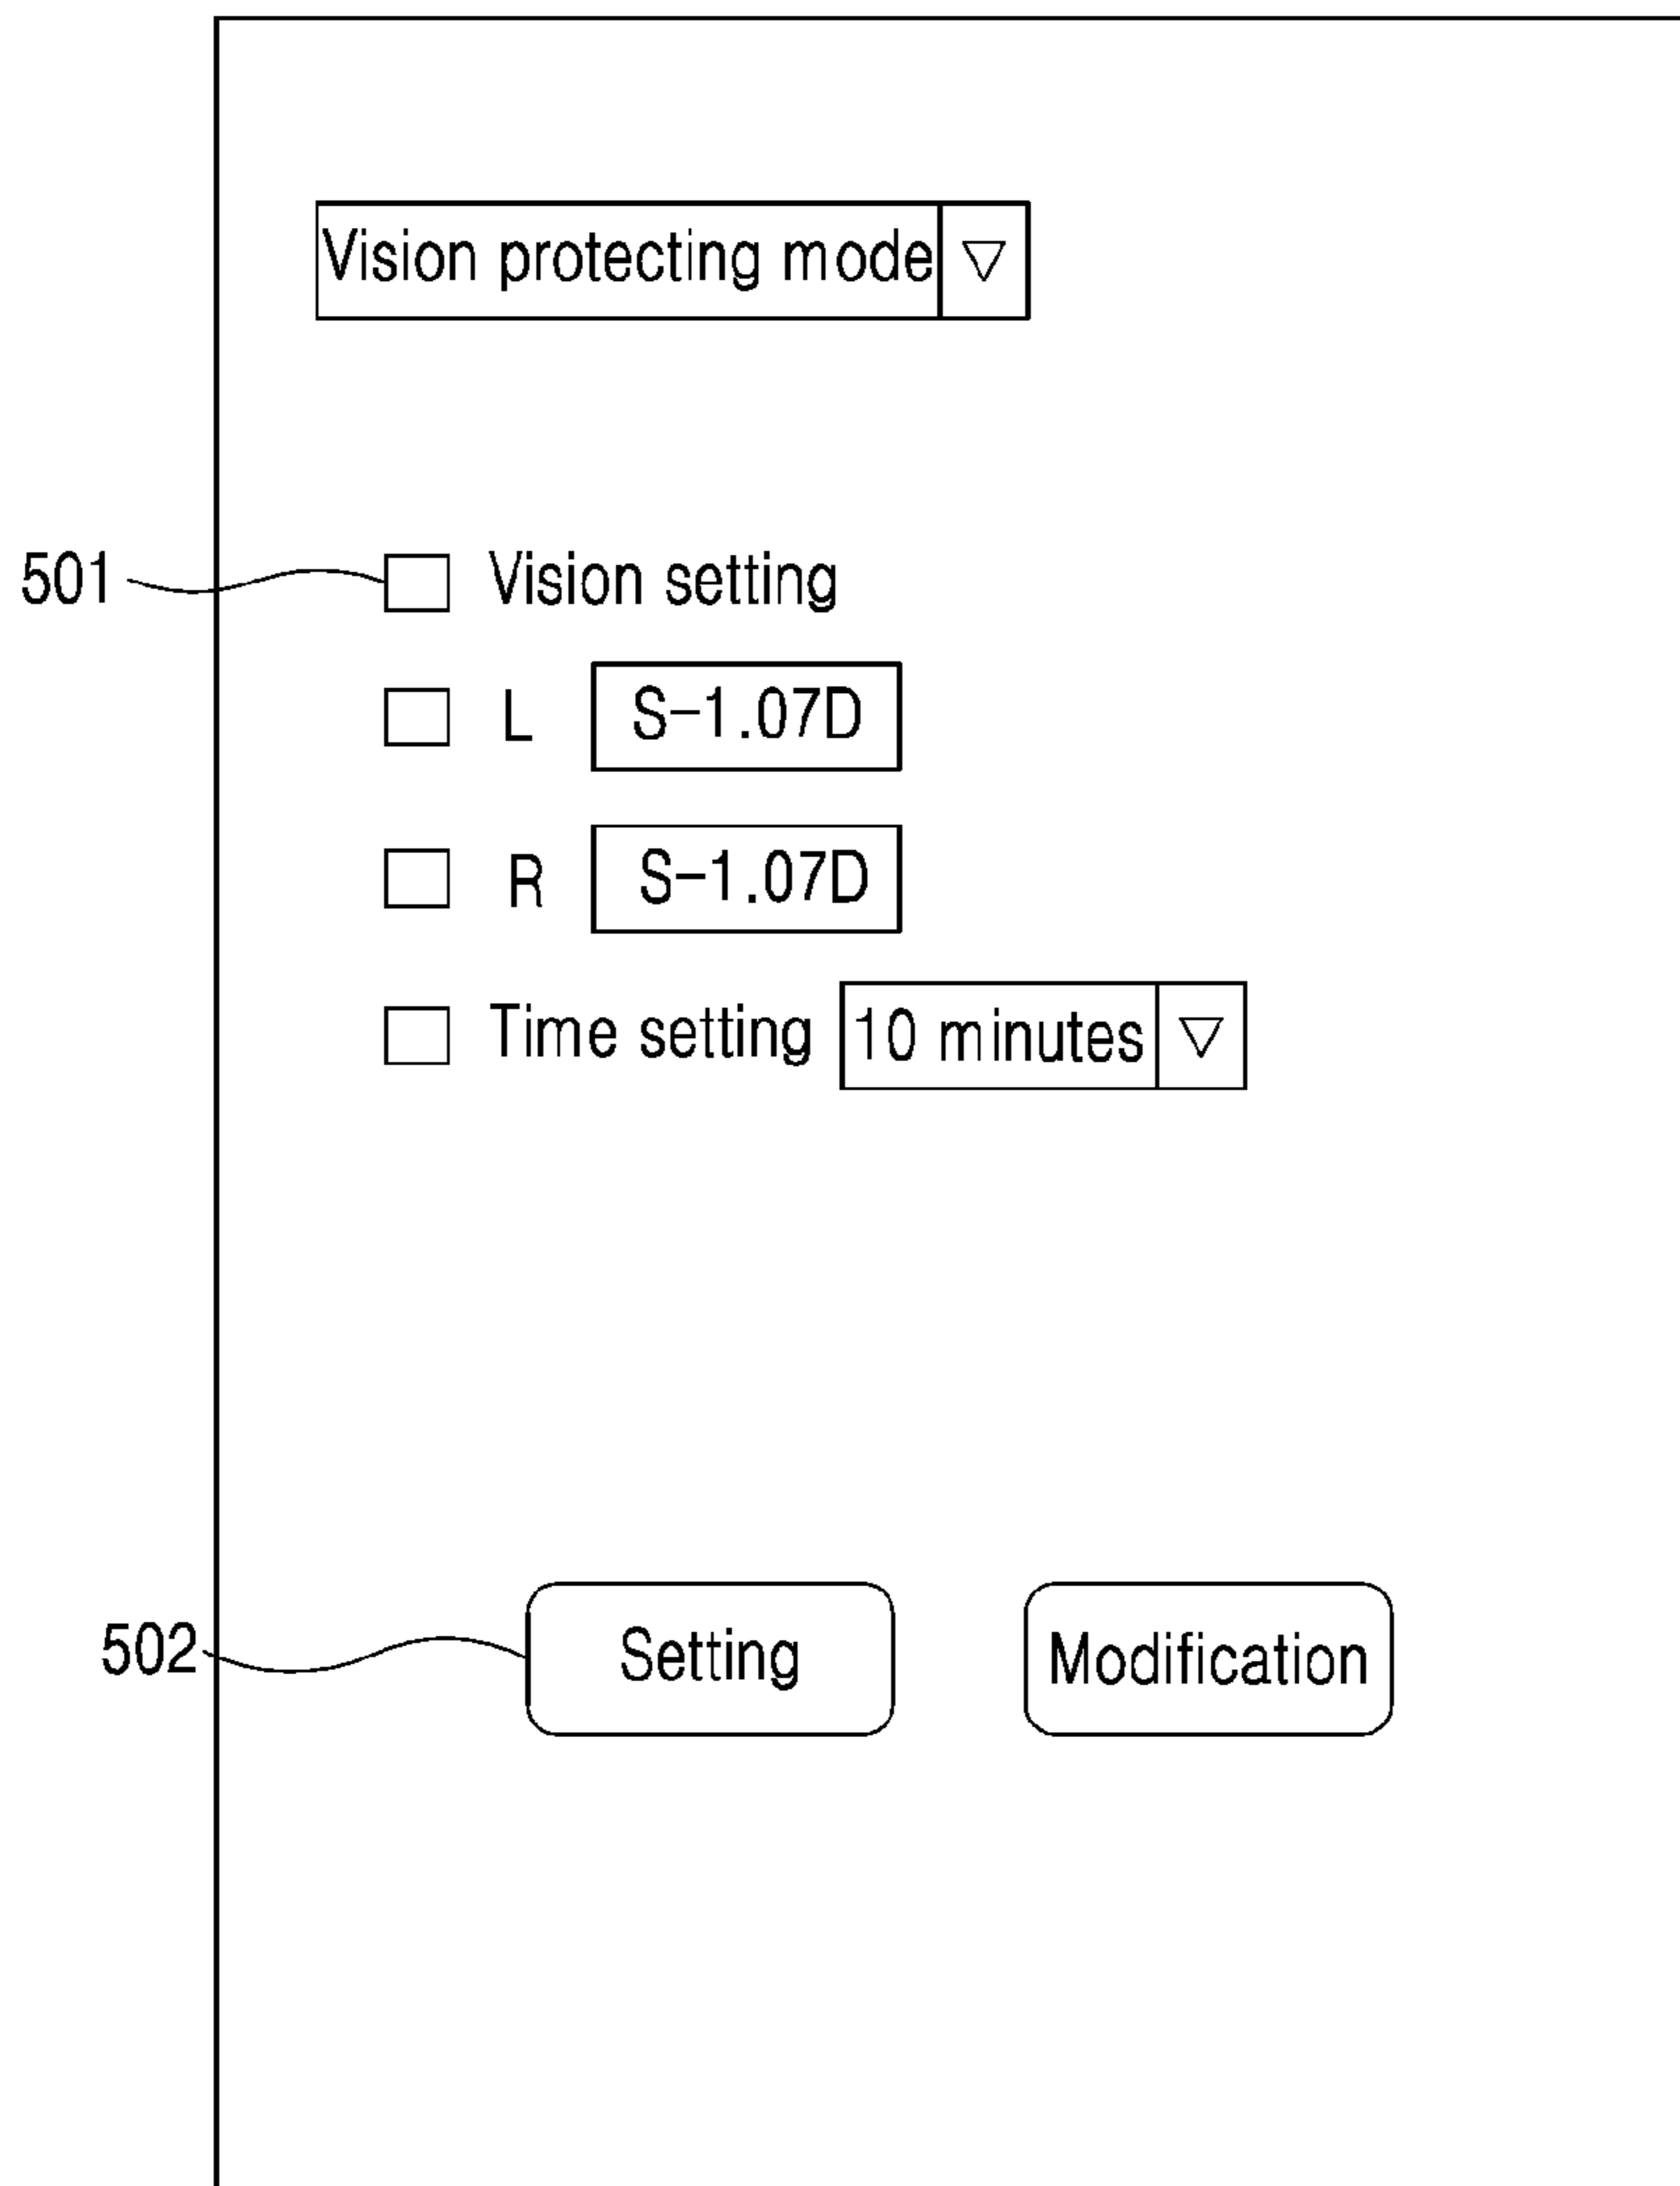 Vision protecting mode
501 Vision setting
L S-1.07D
R S-1.07D
Time setting 10 minutes
502 Setting Modification